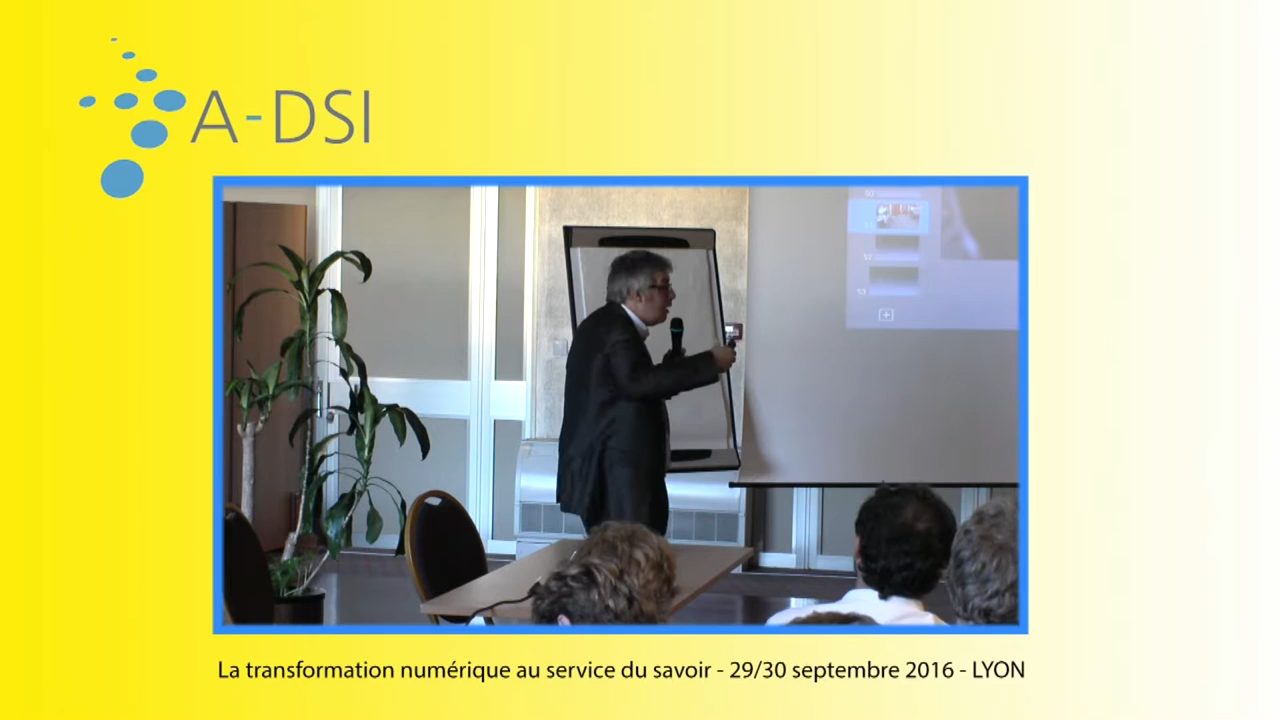 A-DSI
La transformation numérique au service du savoir - 29/30 septembre 2016 - LYON